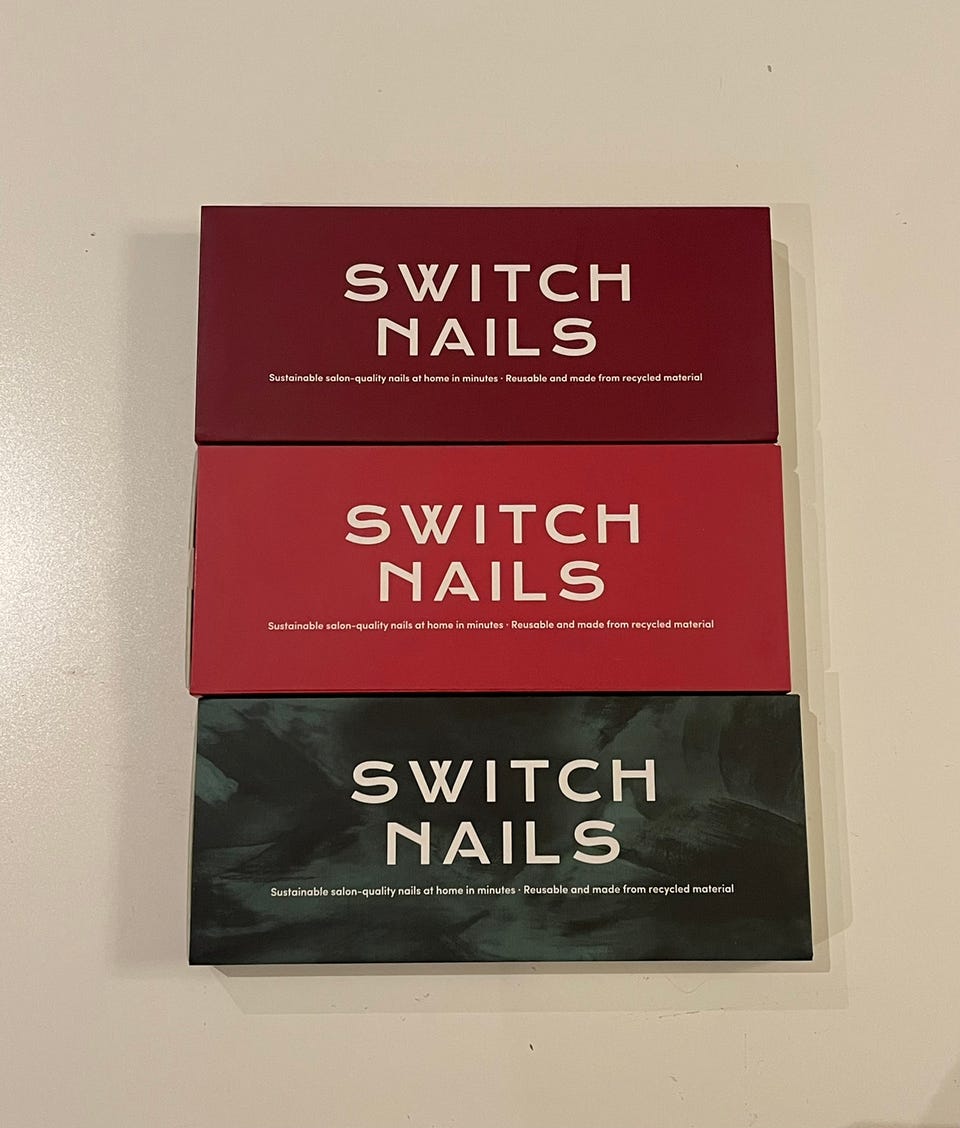 SWITCH
NAILS
Sustainable salon-quality nails at home in minutes · Reusable and made from recycled material
SWITCH
NAILS
Sustainable salon-quality nails at home in minutes · Reusable and made from recycled material
SWITCH
NAILS
Sustainable salon-quality nails at home in minutes · Reusable and made from recycled material